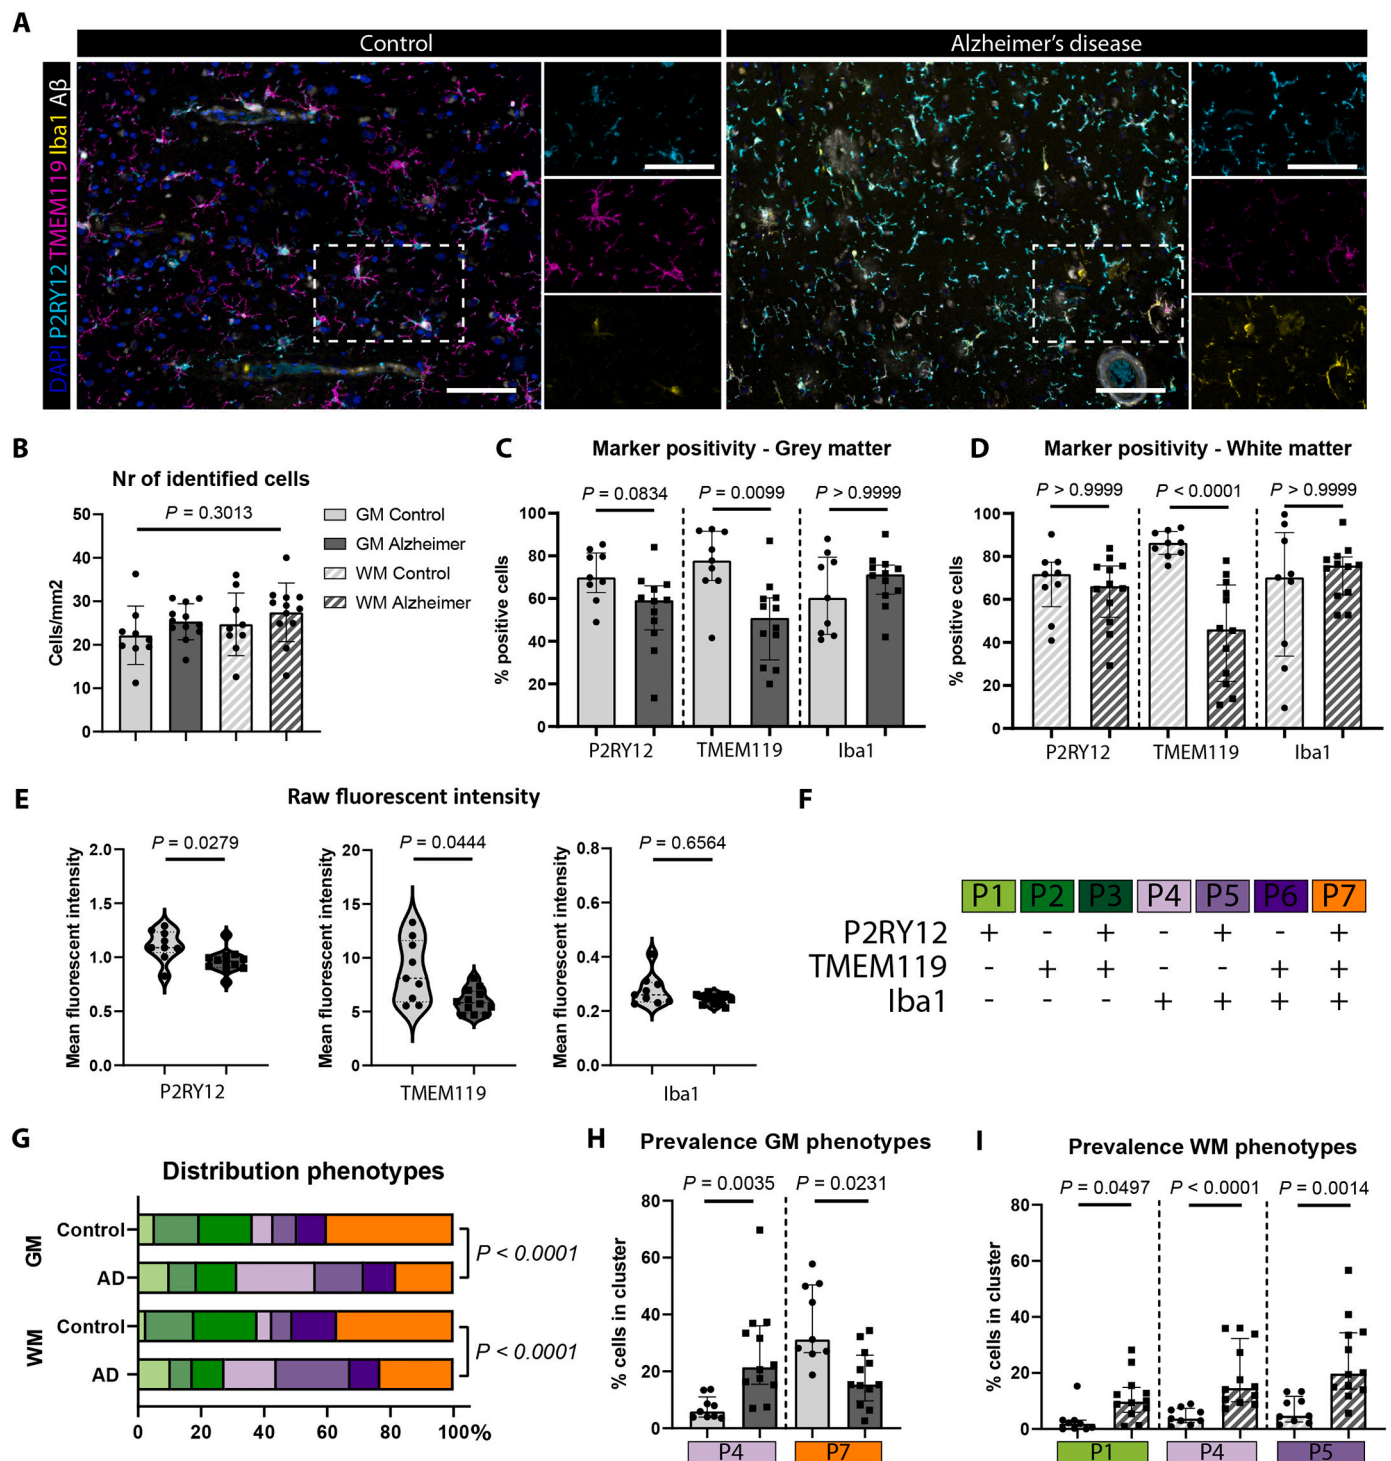 A
Control
Alzheimer's disease
DAPI P2RY12 TMEM119 Iba1 Aβ
B
Nr of identified cells
P = 0.3013
Cells/mm2
50
40
30
20
10
0
GM Control
GM Alzheimer
WM Control
WM Alzheimer
C
Marker positivity - Grey matter
P = 0.0834
P = 0.0099
P > 0.9999
% positive cells
100
80
60
40
20
0
P2RY12
TMEM119
Iba1
D
Marker positivity - White matter
P > 0.9999
P < 0.0001
P > 0.9999
% positive cells
100
80
60
40
20
0
P2RY12
TMEM119
Iba1
E
Raw fluorescent intensity
P = 0.0279
Mean fluorescent intensity
2.0
1.5
1.0
0.5
0.0
P2RY12
P = 0.0444
Mean fluorescent intensity
20
15
10
5
0
TMEM119
P = 0.6564
Mean fluorescent intensity
0.8
0.6
0.4
0.2
0.0
Iba1
F
P1 P2 P3 P4 P5 P6 P7
P2RY12 + - + - + - +
TMEM119 - + + - - + +
Iba1 - - - + + + +
G
Distribution phenotypes
GM
Control
AD
P < 0.0001
WM
Control
AD
P < 0.0001
0 20 40 60 80 100%
H
Prevalence GM phenotypes
P = 0.0035
P = 0.0231
% cells in cluster
80
60
40
20
0
P4
P7
I
Prevalence WM phenotypes
P = 0.0497
P < 0.0001
P = 0.0014
% cells in cluster
80
60
40
20
0
P1
P4
P5